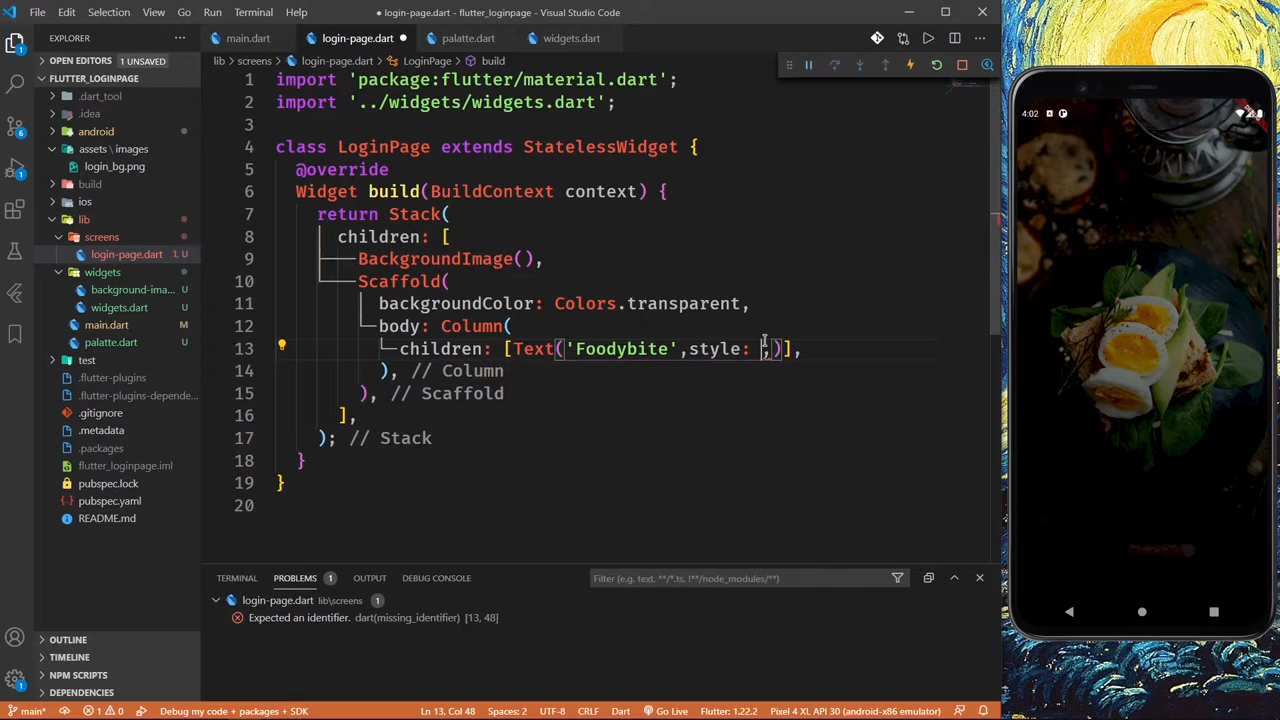 File Edit Selection View Go Run Terminal Help
● login-page.dart - flutter_loginpage - Visual Studio Code
EXPLORER
main.dart
login-page.dart
palatte.dart
widgets.dart
OPEN EDITORS 1 UNSAVED
lib > screens > login-page.dart > LoginPage > build
FLUTTER_LOGINPAGE
.dart_tool
.idea
android
assets \ images
login_bg.png
build
ios
lib
screens
login-page.dart 1, U
widgets
background-ima... U
widgets.dart U
main.dart M
palatte.dart U
test
.flutter-plugins
.flutter-plugins-depende...
.gitignore
.metadata
.packages
flutter_loginpage.iml
pubspec.lock
pubspec.yaml
README.md
OUTLINE
TIMELINE
NPM SCRIPTS
DEPENDENCIES
1 import 'package:flutter/material.dart';
2 import '../widgets/widgets.dart';
3
4 class LoginPage extends StatelessWidget {
5 @override
6 Widget build(BuildContext context) {
7 return Stack(
8 children: [
9 BackgroundImage(),
10 Scaffold(
11 backgroundColor: Colors.transparent,
12 body: Column(
13 children: [Text('Foodybite',style: ,)],
14 ), // Column
15 ), // Scaffold
16 ],
17 ); // Stack
18 }
19 }
20
TERMINAL PROBLEMS 1 OUTPUT DEBUG CONSOLE
Filter (e.g. text, **/*.ts, !**/node_modules/**)
login-page.dart lib\screens 1
Expected an identifier. dart(missing_identifier) [13, 48]
main* 1 0 Debug my code + packages + SDK
Ln 13, Col 48 Spaces: 2 UTF-8 CRLF Dart Go Live Flutter: 1.22.2 Pixel 4 XL API 30 (android-x86 emulator)
4:02